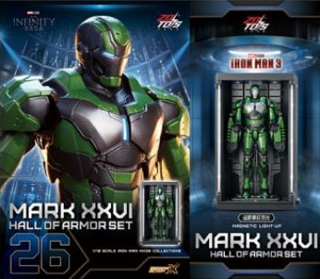 THE
INFINITY
SAGA
ZD TOYS
MARK XXVI
HALL OF ARMOR SET
26
1/10 SCALE IRON MAN MK26 COLLECTIONS
ZD TOYS
IRON MAN 3
MAGNETIC LIGHT-UP
MARK XXVI
HALL OF ARMOR SET